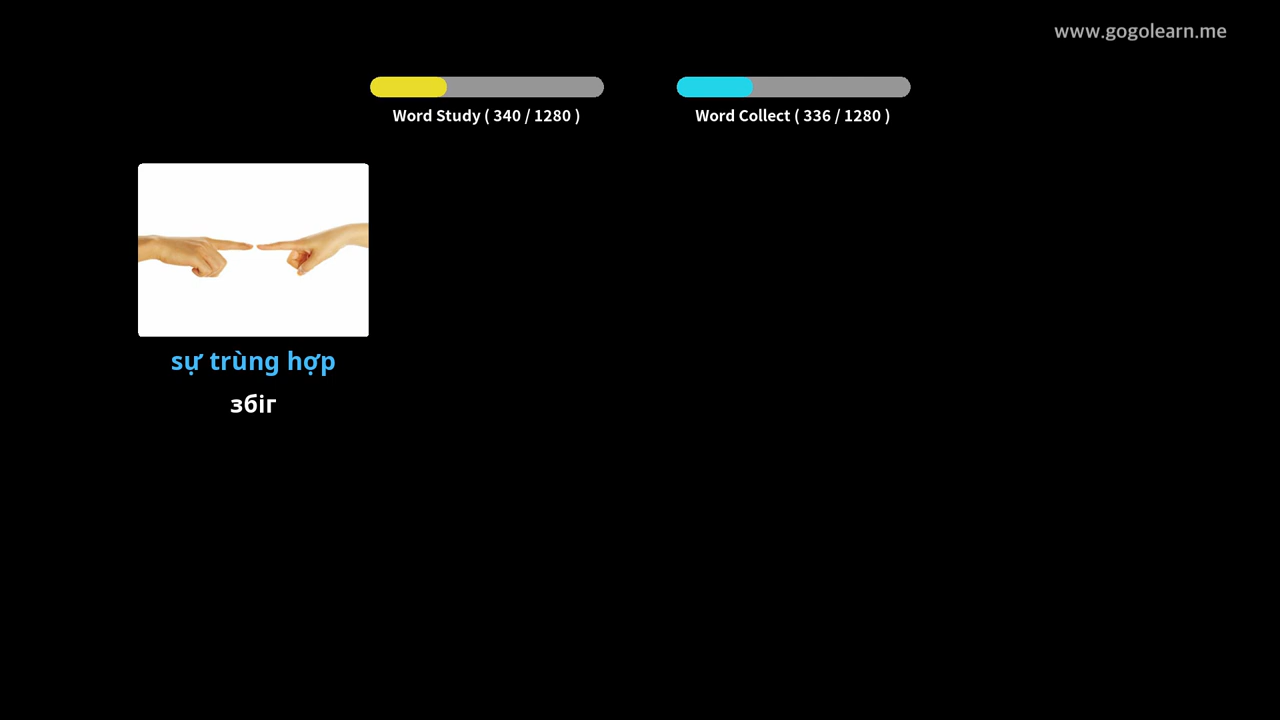 www.gogolearn.me
Word Study ( 340 / 1280 )
Word Collect ( 336 / 1280 )
sự trùng hợp
збіг